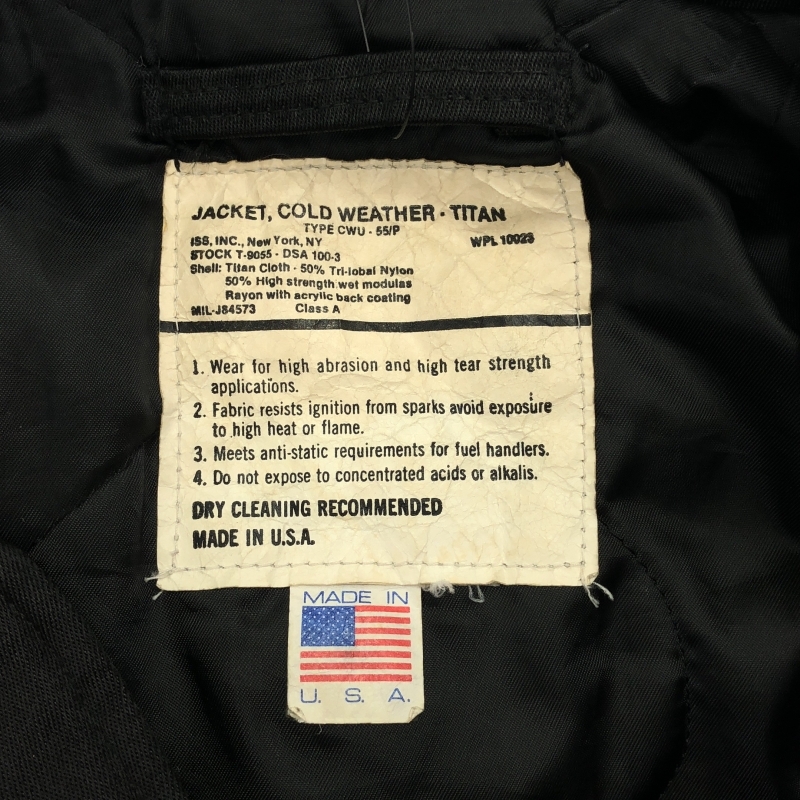 JACKET, COLD WEATHER - TITAN
TYPE CWU - 55/P
ISS, INC., New York, NY WPL 10023
STOCK T-9055 - DSA 100-3
Shell: Titan Cloth - 50% Tri-lobal Nylon
50% High strength wet modulas
Rayon with acrylic back coating
MIL-J84573 Class A
1. Wear for high abrasion and high tear strength
applications.
2. Fabric resists ignition from sparks avoid exposure
to high heat or flame.
3. Meets anti-static requirements for fuel handlers.
4. Do not expose to concentrated acids or alkalis.
DRY CLEANING RECOMMENDED
MADE IN U.S.A.
MADE IN
U. S. A.